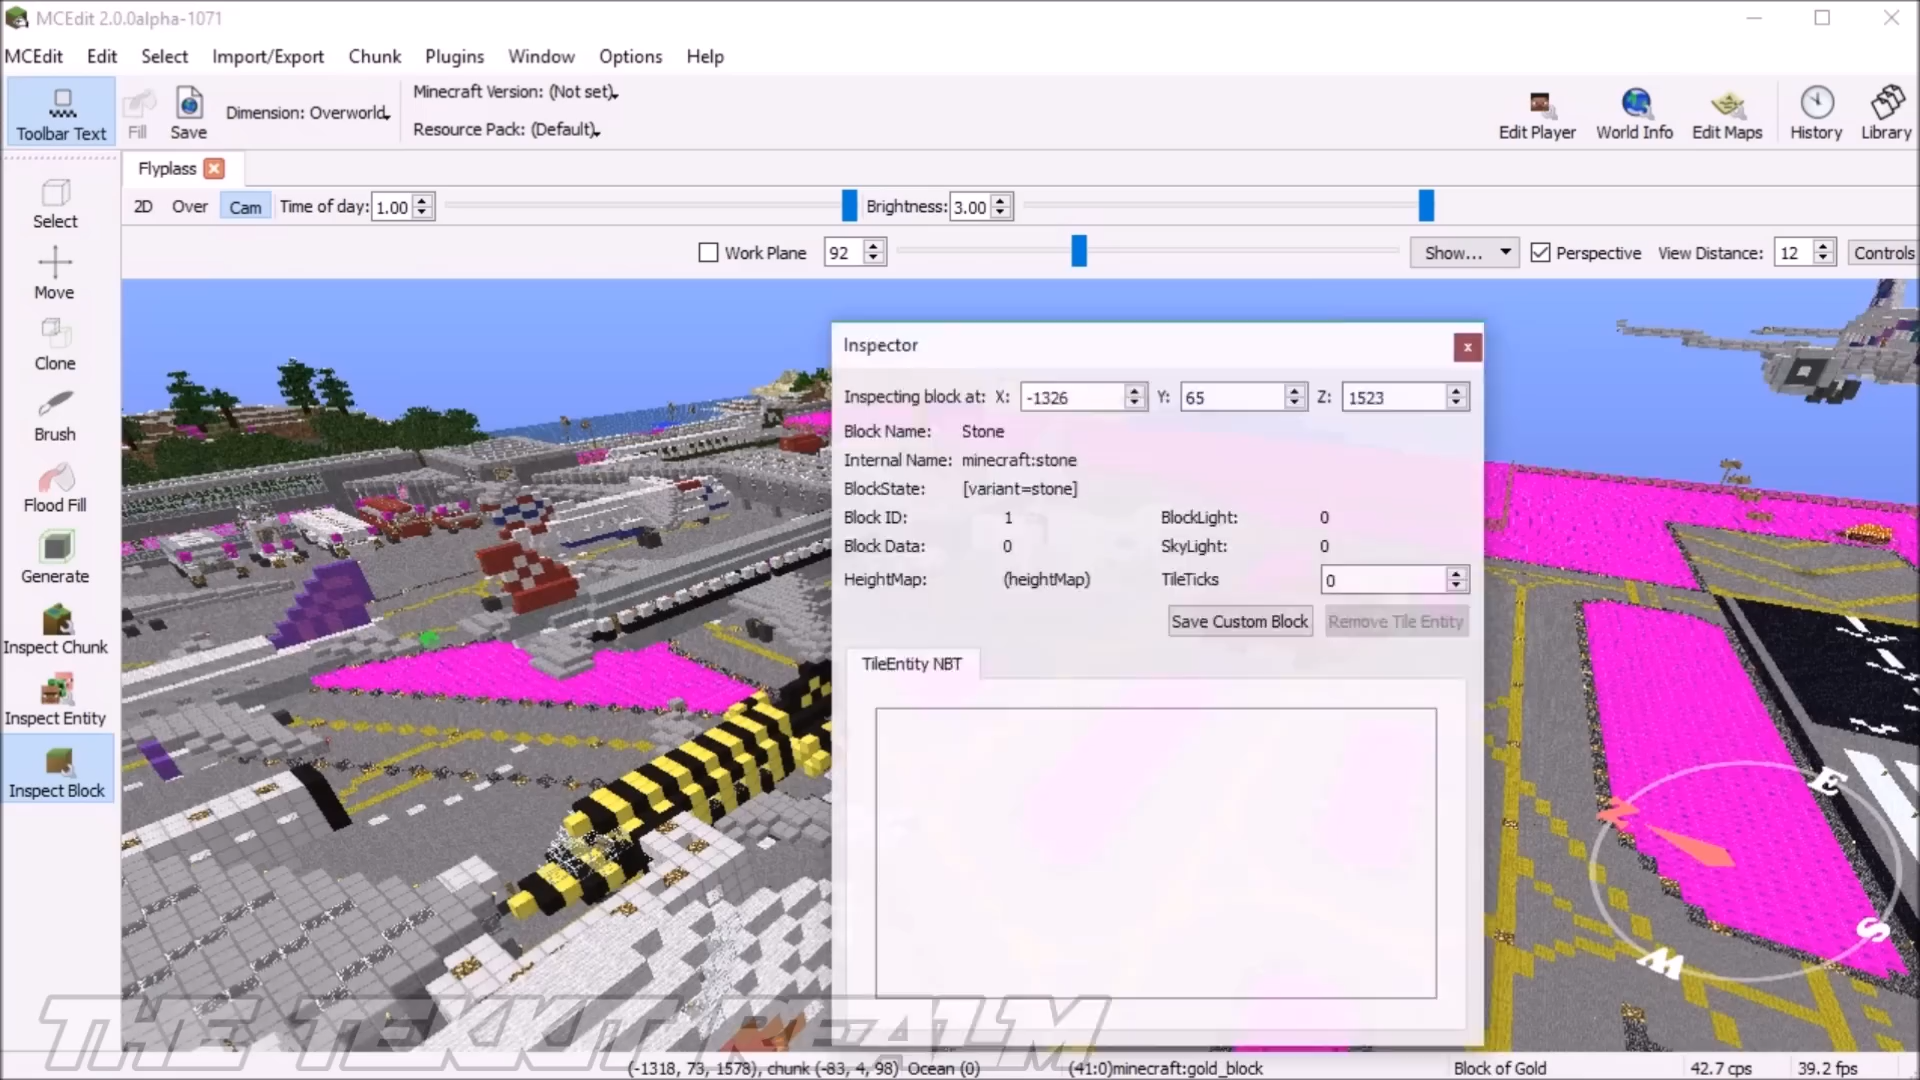 MCEdit 2.0.0alpha-1071
MCEdit Edit Select Import/Export Chunk Plugins Window Options Help
Toolbar Text Fill Save Dimension: Overworld Minecraft Version: (Not set)
Resource Pack: (Default)
Edit Player World Info Edit Maps History Library
Flyplass
2D Over Cam Time of day: 1.00 Brightness: 3.00
Work Plane 92 Show... Perspective View Distance: 12 Controls
Select
Move
Clone
Brush
Flood Fill
Generate
Inspect Chunk
Inspect Entity
Inspect Block
Inspector x
Inspecting block at: X: -1326 Y: 65 Z: 1523
Block Name: Stone
Internal Name: minecraft:stone
BlockState: [variant=stone]
Block ID: 1 BlockLight: 0
Block Data: 0 SkyLight: 0
HeightMap: (heightMap) TileTicks 0
Save Custom Block Remove Tile Entity
TileEntity NBT
E
N
S
W
THE TEKKIT REALM
(-1318, 73, 1578), chunk (-83, 4, 98) Ocean (0) (41:0)minecraft:gold_block Block of Gold 42.7 cps 39.2 fps